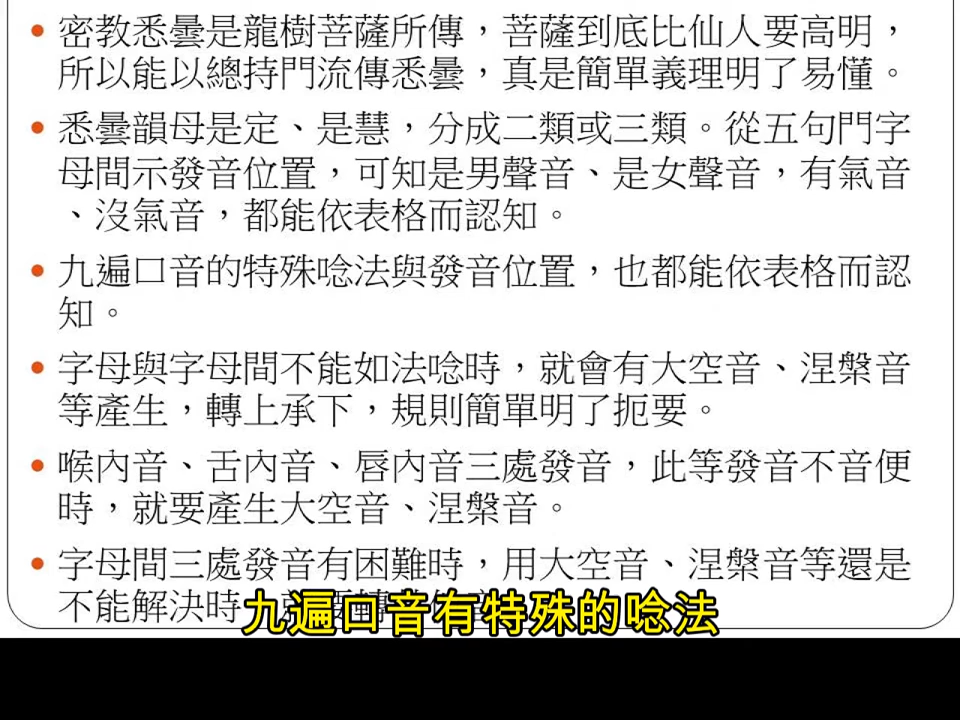 • 密教悉曇是龍樹菩薩所傳，菩薩到底比仙人要高明，
所以能以總持門流傳悉曇，真是簡單義理明了易懂。
• 悉曇韻母是定、是慧，分成二類或三類。從五句門字
母間示發音位置，可知是男聲音、是女聲音，有氣音
、沒氣音，都能依表格而認知。
• 九遍口音的特殊唸法與發音位置，也都能依表格而認
知。
• 字母與字母間不能如法唸時，就會有大空音、涅槃音
等產生，轉上承下，規則簡單明了扼要。
• 喉內音、舌內音、唇內音三處發音，此等發音不音便
時，就要產生大空音、涅槃音。
• 字母間三處發音有困難時，用大空音、涅槃音等還是
不能解決時
九遍口音有特殊的唸法